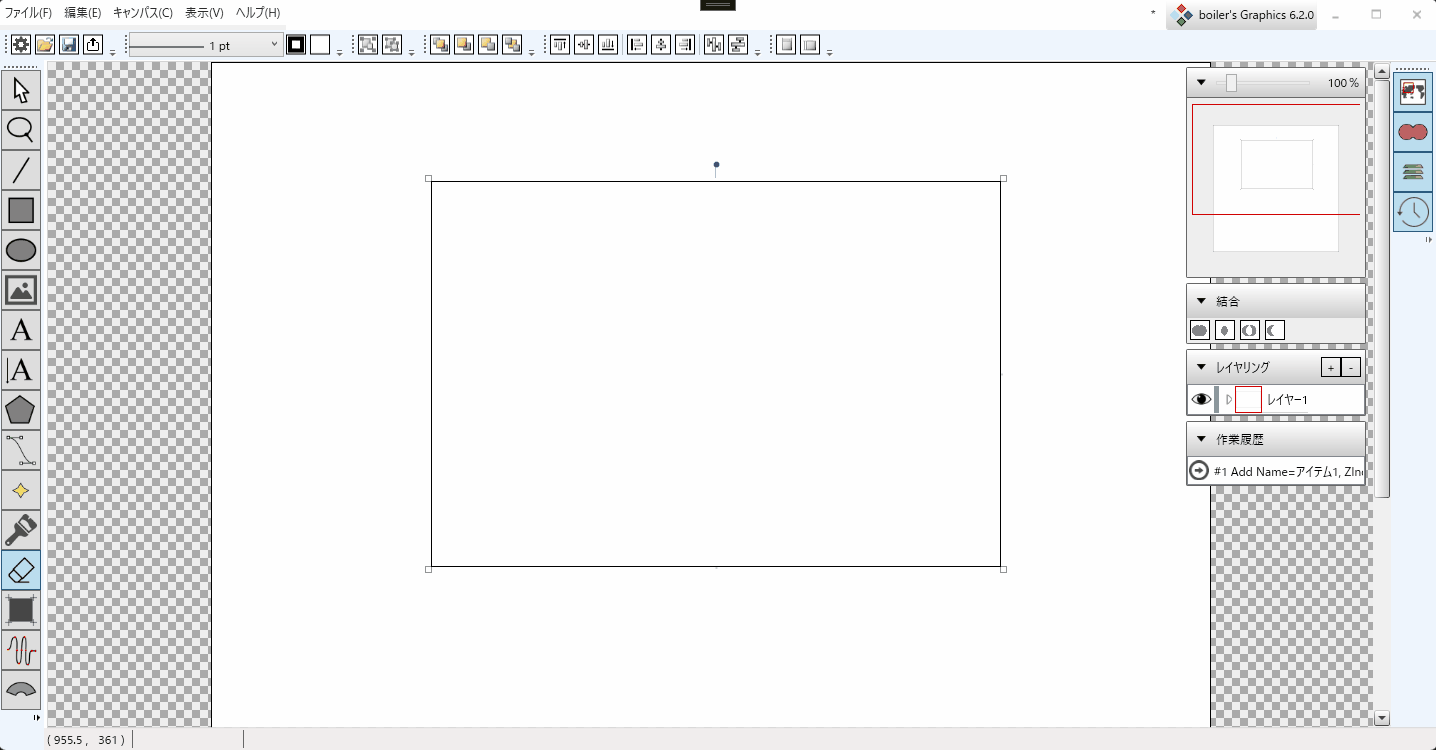 ファイル(F) 編集(E) キャンバス(C) 表示(V) ヘルプ(H)
* boiler's Graphics 6.2.0
1 pt
100 %
A
A
結合
レイヤリング + -
レイヤー1
作業履歴
#1 Add Name=アイテム1, ZIn
( 955.5 , 361 )